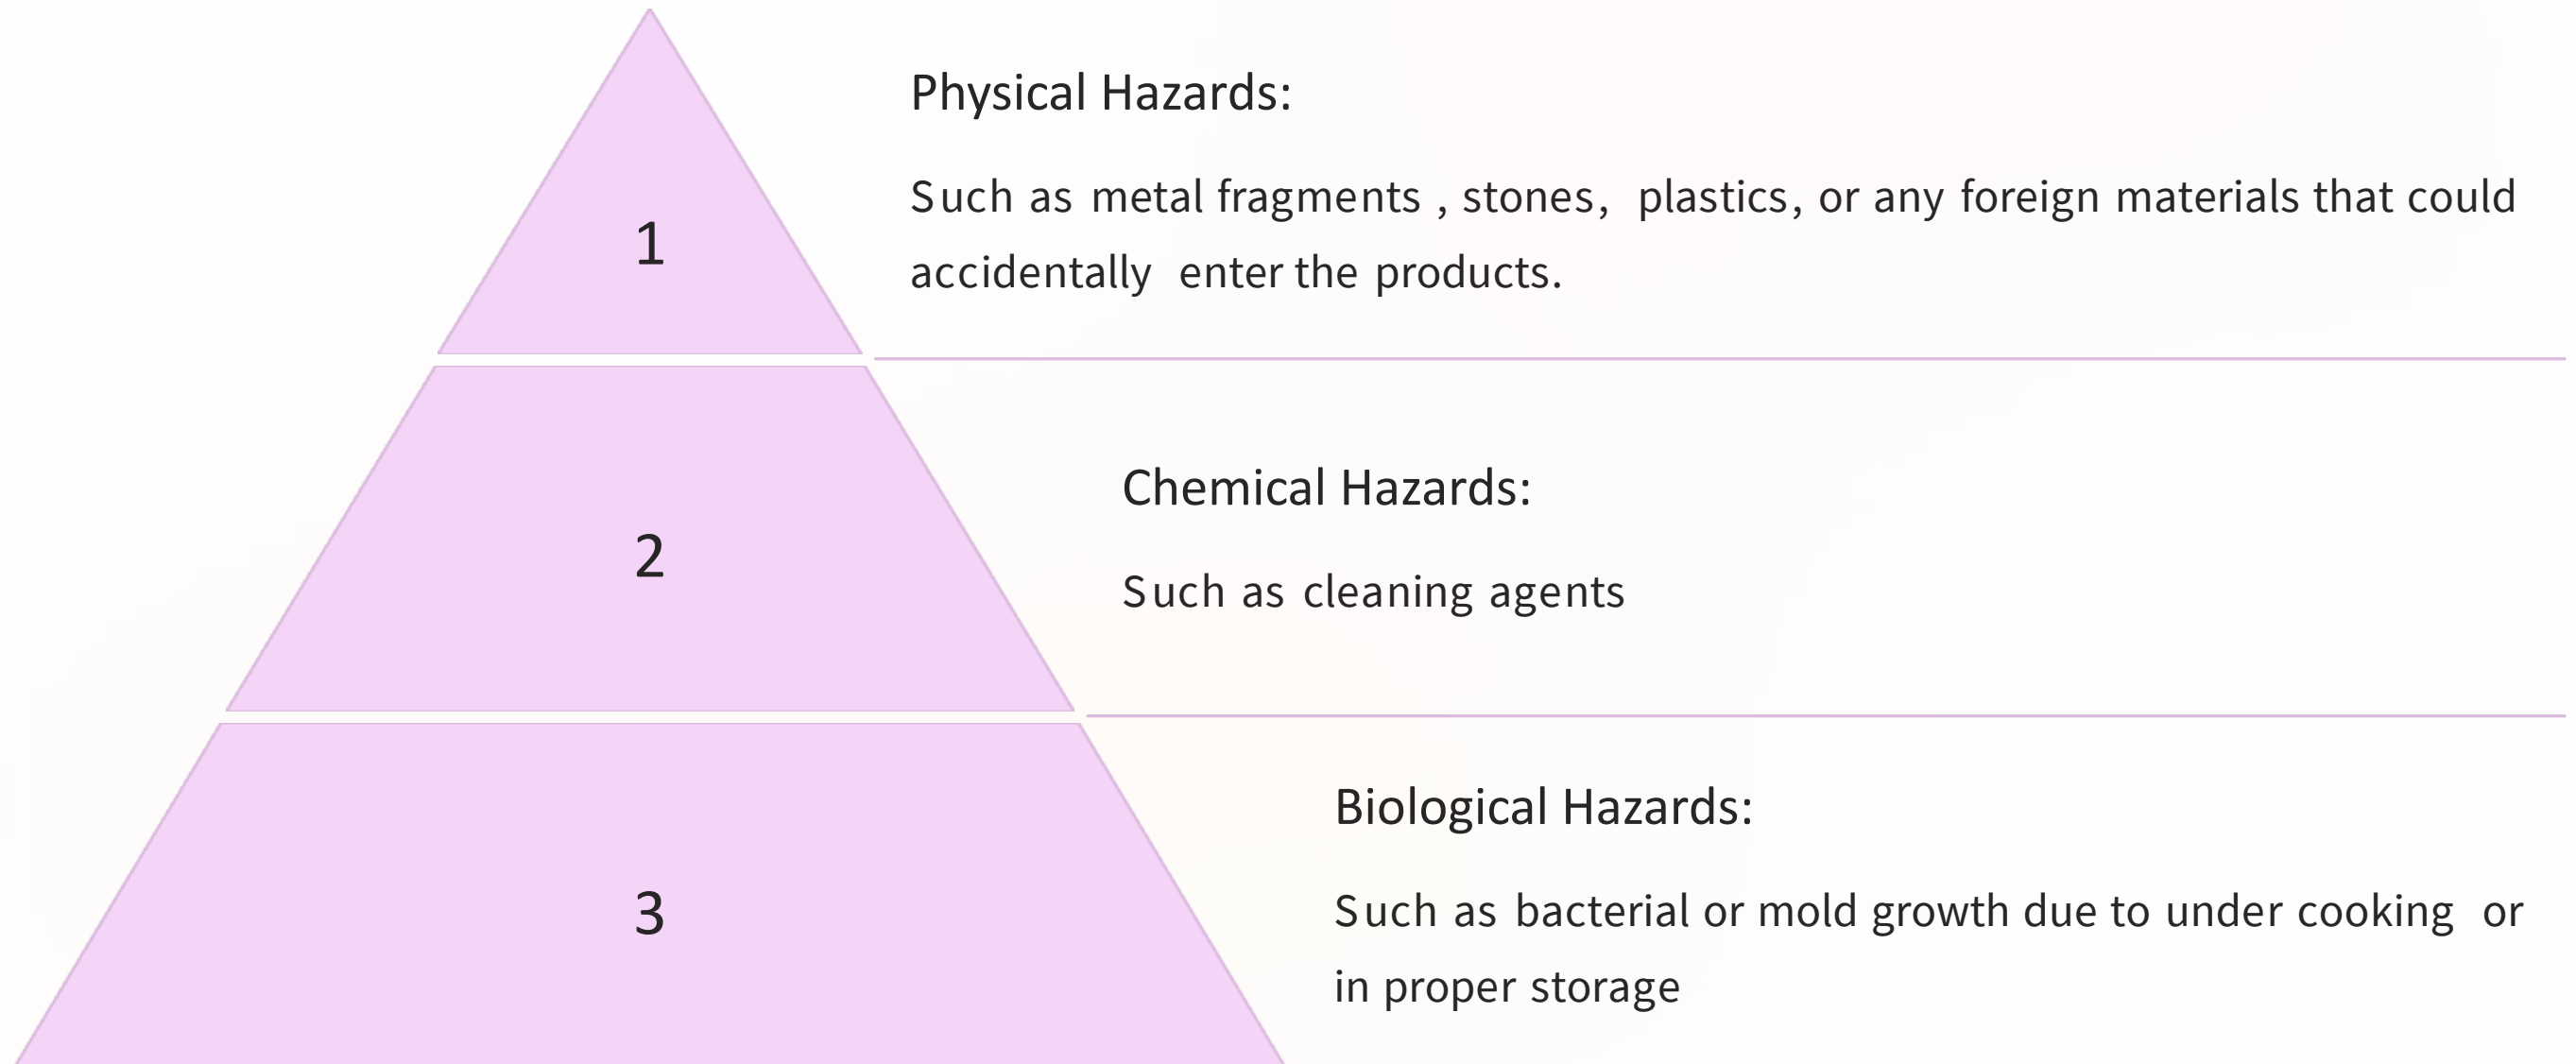 1
Physical Hazards:
Such as metal fragments , stones, plastics, or any foreign materials that could
accidentally enter the products.
2
Chemical Hazards:
Such as cleaning agents
3
Biological Hazards:
Such as bacterial or mold growth due to under cooking or
in proper storage